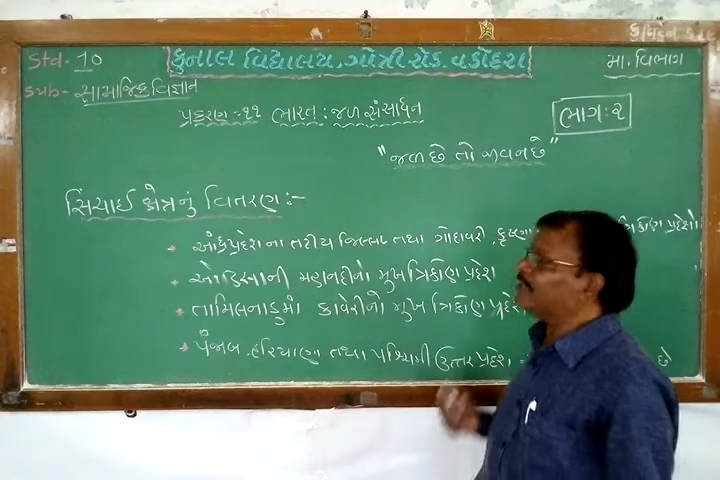 Std. 10
કુનાલ વિદ્યાલય, ગોત્રી રોડ, વડોદરા
મા. વિભાગ
sub:- સામાજિક વિજ્ઞાન
પ્રકરણ :- ૧૧ ભારત : જળ સંસાધન
ભાગ: ૨
"જળ છે તો જીવન છે"
સિંચાઈ ક્ષેત્રનું વિતરણ :-
* આંધ્રપ્રદેશના તટીય જિલ્લા તથા ગોદાવરી, કૃષ્ણા ત્રિકોણ પ્રદેશો
* ઓડિસાની મહાનદીનો મુખ ત્રિકોણ પ્રદેશ
* તામિલનાડુમાં કાવેરીનો મુખ ત્રિકોણ પ્રદેશ
* પંજાબ, હરિયાણા તથા પશ્ચિમી ઉત્તર પ્રદેશ છે